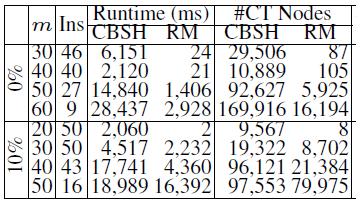 m Ins Runtime (ms) #CT Nodes
CBSH RM CBSH RM
0%
30 46 6,151 24 29,506 87
40 40 2,120 21 10,889 105
50 27 14,840 1,406 92,627 5,925
60 9 28,437 2,928 169,916 16,194
10%
20 50 2,060 2 9,567 8
30 50 4,517 2,232 19,322 8,702
40 43 17,741 4,360 96,121 21,384
50 16 18,989 16,392 97,553 79,975